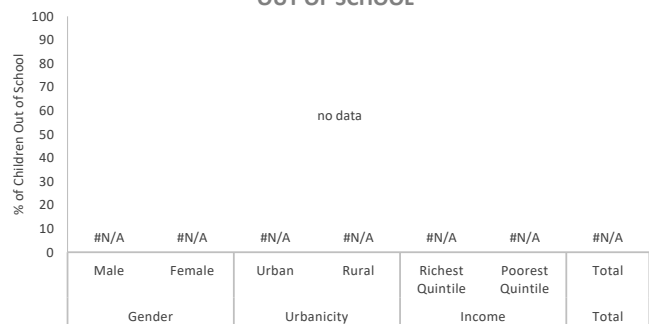 OUT OF SCHOOL
% of Children Out of School
100
90
80
70
60
50
40
30
20
10
0
no data
#N/A #N/A #N/A #N/A #N/A #N/A #N/A
Male Female Urban Rural Richest Quintile Poorest Quintile Total
Gender Urbanicity Income Total